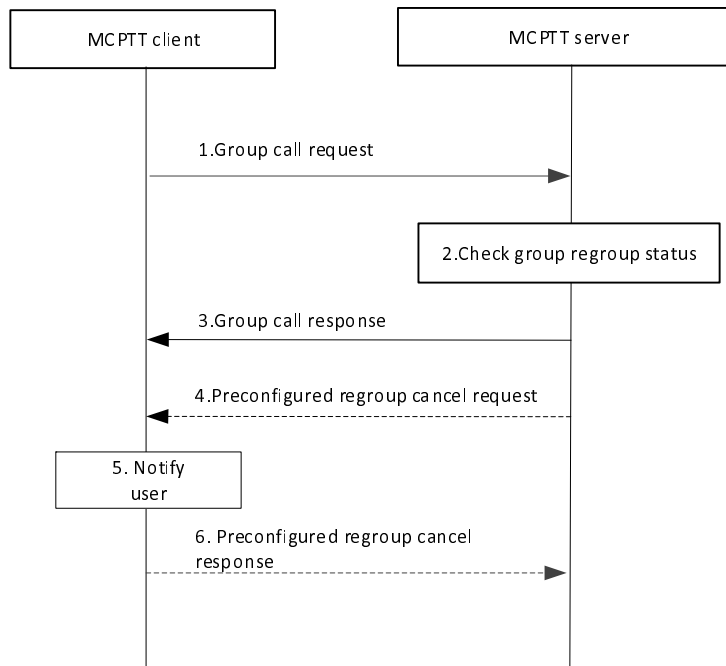 MCPTT client
MCPTT server
1.Group call request
2.Check group regroup status
3.Group call response
4.Preconfigured regroup cancel request
5. Notify
user
6. Preconfigured regroup cancel
response